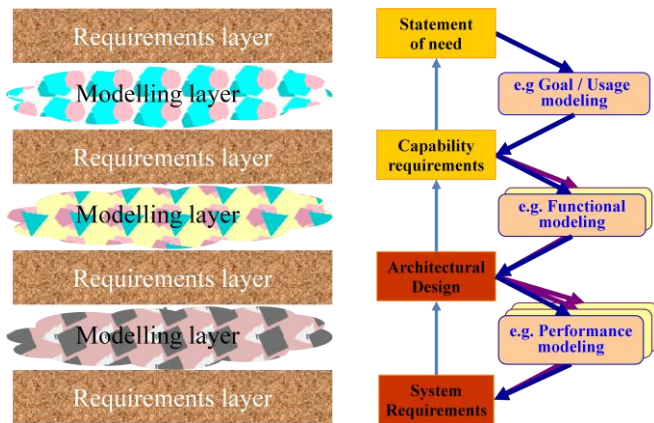 Requirements layer
Modelling layer
Requirements layer
Modelling layer
Requirements layer
Modelling layer
Requirements layer
Statement
of need
e.g Goal / Usage
modeling
Capability
requirements
e.g. Functional
modeling
Architectural
Design
e.g. Performance
modeling
System
Requirements